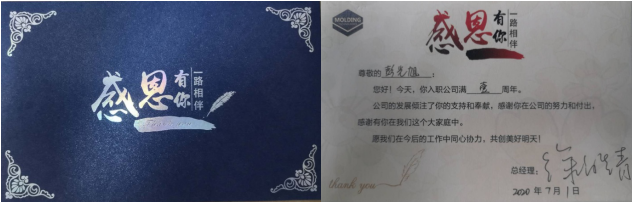 感恩有你
一路相伴
MOLDING
感恩有你
一路相伴
尊敬的：
您好！今天，你入职公司满 壹 周年。
公司的发展倾注了你的支持和奉献，感谢你在公司的努力和付出，
感谢有你在我们这个大家庭中。
愿我们在今后的工作中同心协力，共创美好明天！
总经理：
thank you
2020 年 7 月 1 日